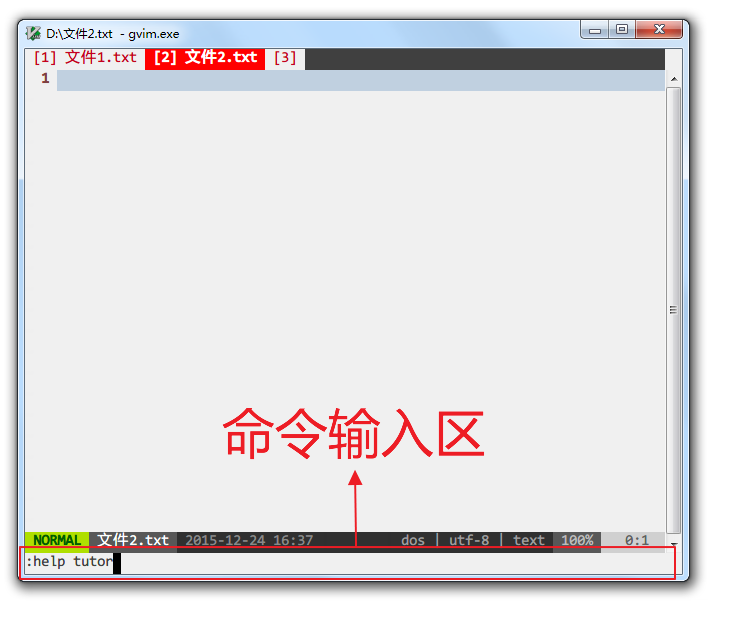 D:\文件2.txt - gvim.exe
[1] 文件1.txt [2] 文件2.txt [3]
1
命令输入区
NORMAL 文件2.txt 2015-12-24 16:37 dos | utf-8 | text 100% 0:1
:help tutor